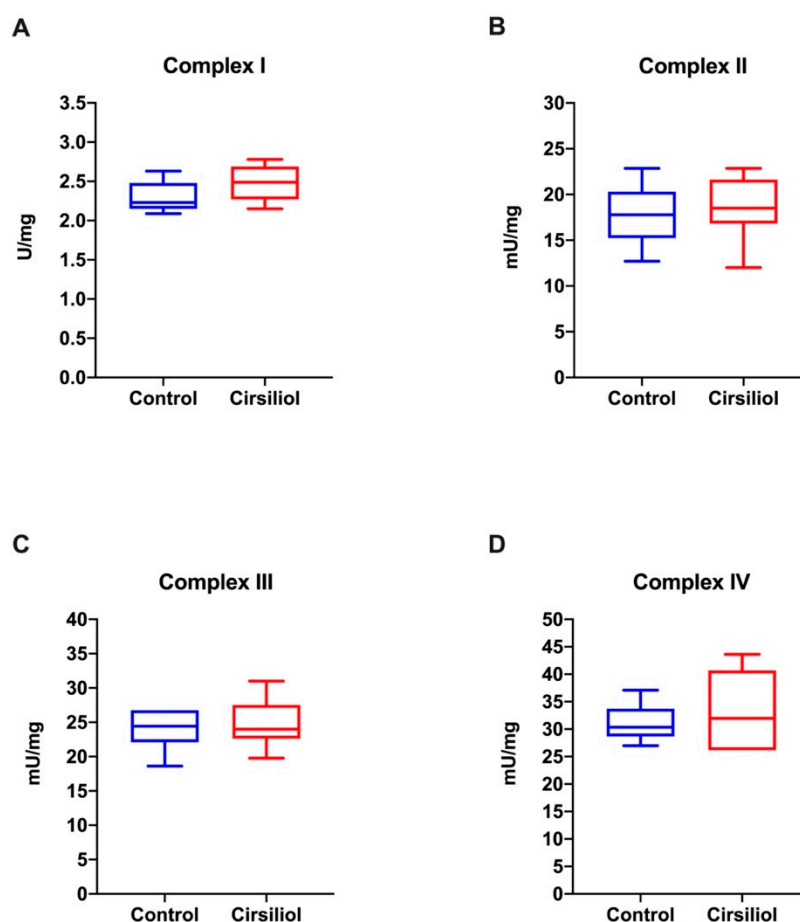 A
Complex I
U/mg
3.5
3.0
2.5
2.0
1.5
1.0
0.5
0.0
Control Cirsiliol
B
Complex II
mU/mg
30
25
20
15
10
5
0
Control Cirsiliol
C
Complex III
mU/mg
40
35
30
25
20
15
10
5
0
Control Cirsiliol
D
Complex IV
mU/mg
50
45
40
35
30
25
20
15
10
5
0
Control Cirsiliol